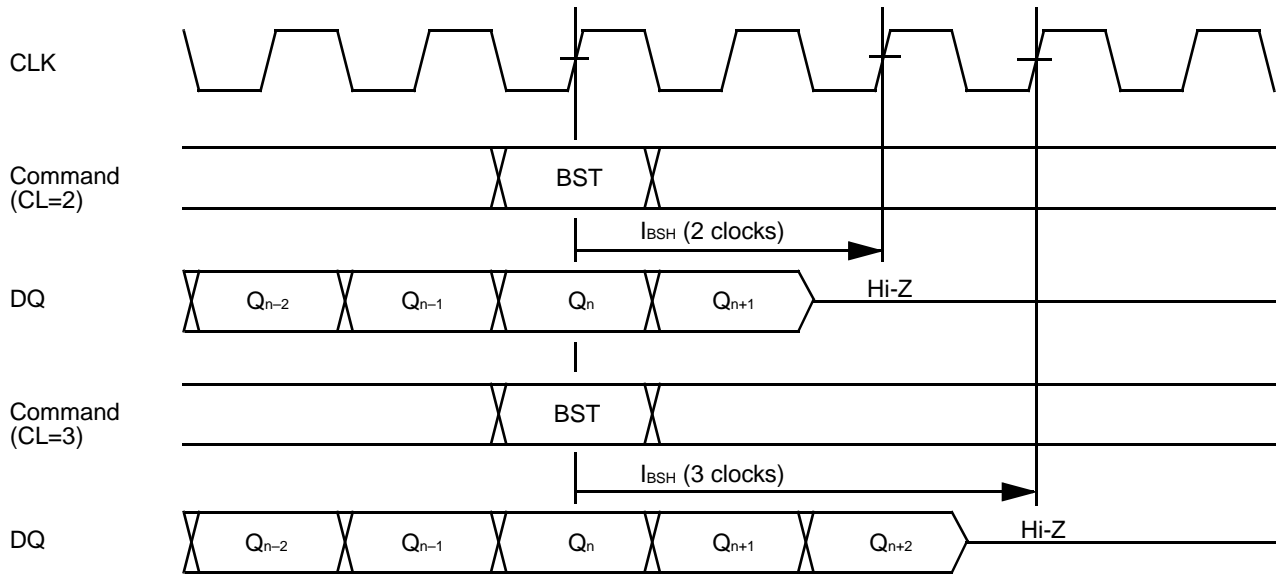 CLK
Command
(CL=2)
BST
IBSH (2 clocks)
DQ
Qn–2
Qn–1
Qn
Qn+1
Hi-Z
Command
(CL=3)
BST
IBSH (3 clocks)
DQ
Qn–2
Qn–1
Qn
Qn+1
Qn+2
Hi-Z